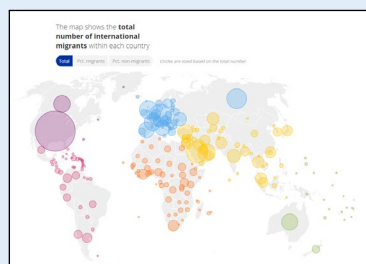 The map shows the total
number of international
migrants within each country
Total Pct. migrants Pct. non-migrants Circles are sized based on the total number